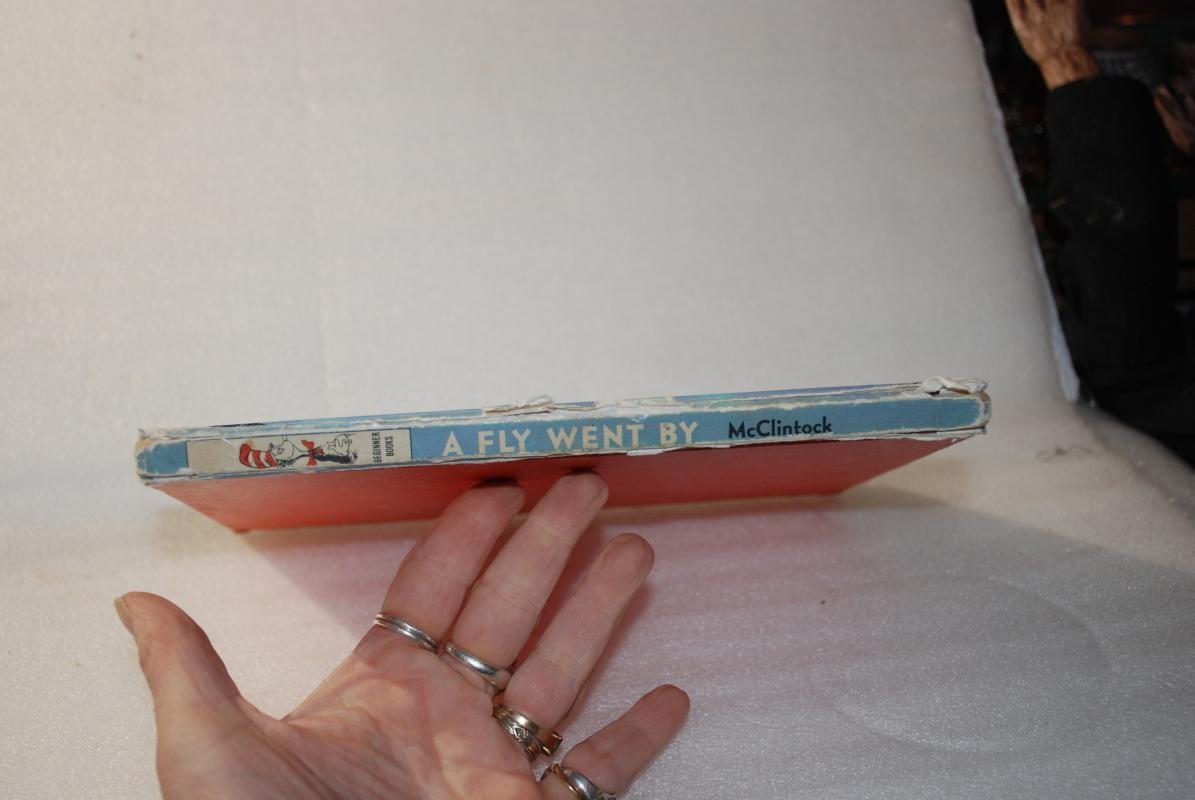 BEGINNER
BOOKS
A FLY WENT BY
McClintock